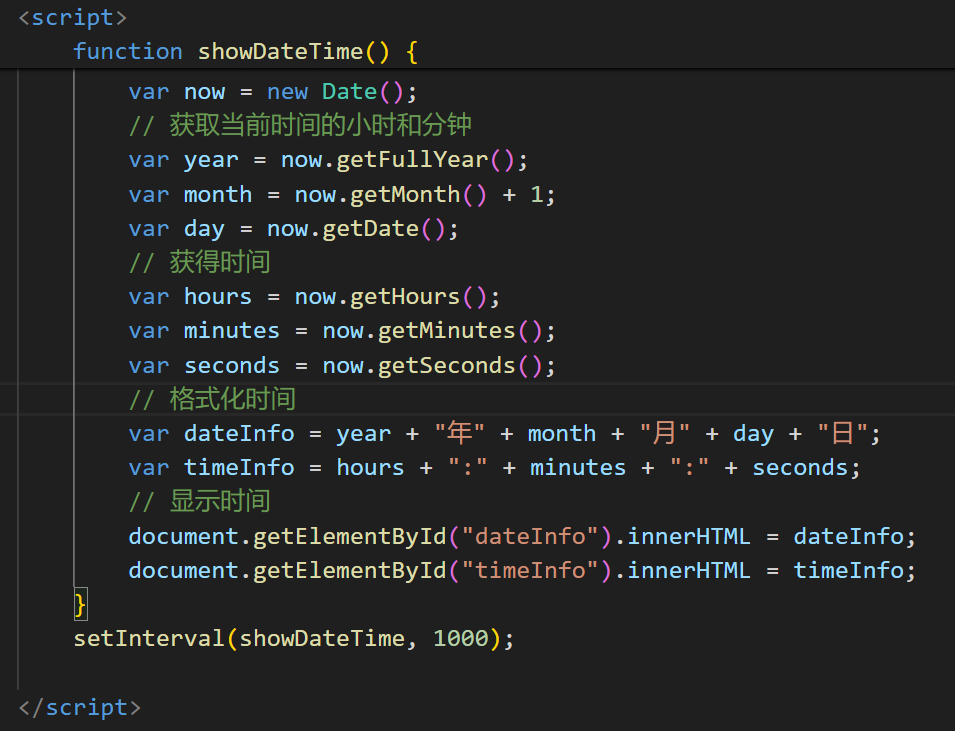 <script>
function showDateTime() {
var now = new Date();
// 获取当前时间的小时和分钟
var year = now.getFullYear();
var month = now.getMonth() + 1;
var day = now.getDate();
// 获得时间
var hours = now.getHours();
var minutes = now.getMinutes();
var seconds = now.getSeconds();
// 格式化时间
var dateInfo = year + "年" + month + "月" + day + "日";
var timeInfo = hours + ":" + minutes + ":" + seconds;
// 显示时间
document.getElementById("dateInfo").innerHTML = dateInfo;
document.getElementById("timeInfo").innerHTML = timeInfo;
}
setInterval(showDateTime, 1000);
</script>